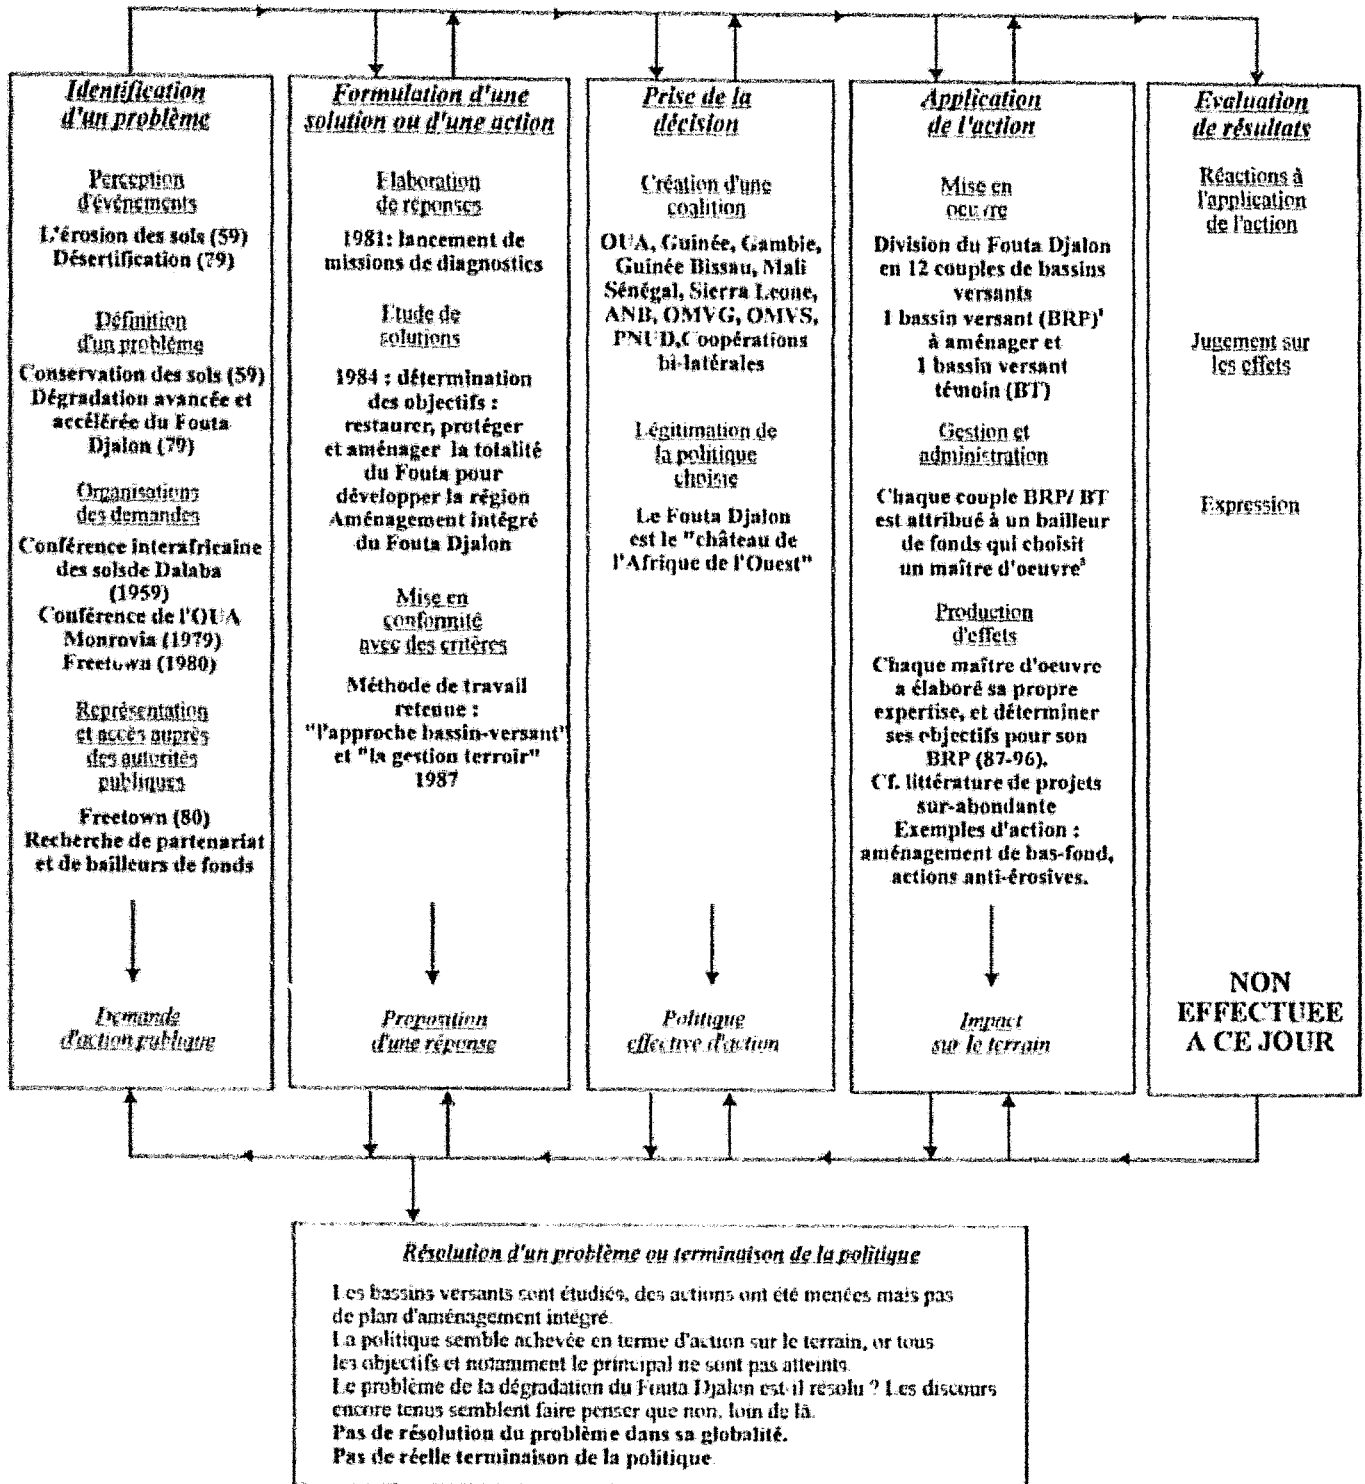 Identification
d'un problème
Perception
d'événements
L'érosion des sols (59)
Désertification (79)
Définition
d'un problème
Conservation des sols (59)
Dégradation avancée et
accélérée du Fouta
Djalon (79)
Organisations
des demandes
Conférence interafricaine
des solsde Dalaba
(1959)
Conférence de l'OUA
Monrovia (1979)
Freetown (1980)
Représentation
et accès auprès
des autorités
publiques
Freetown (80)
Recherche de partenariat
et de bailleurs de fonds
Demande
d'action publique
Formulation d'une
solution ou d'une action
Elaboration
de réponses
1981: lancement de
missions de diagnostics
Etude de
solutions
1984 : détermination
des objectifs :
restaurer, protéger
et aménager la totalité
du Fouta pour
développer la région
Aménagement intégré
du Fouta Djalon
Mise en
conformité
avec des critères
Méthode de travail
retenue :
"l'approche bassin-versant"
et "la gestion terroir"
1987
Proposition
d'une réponse
Prise de la
décision
Création d'une
coalition
OUA, Guinée, Gambie,
Guinée Bissau, Mali
Sénégal, Sierra Leone,
ANB, OMVG, OMVS,
PNUD,Coopérations
bi-latérales
Légitimation de
la politique
choisie
Le Fouta Djalon
est le "château de
l'Afrique de l'Ouest"
Politique
effective d'action
Application
de l'action
Mise en
oeuvre
Division du Fouta Djalon
en 12 couples de bassins
versants
1 bassin versant (BRP)¹
à aménager et
1 bassin versant
témoin (BT)
Gestion et
administration
Chaque couple BRP/ BT
est attribué à un bailleur
de fonds qui choisit
un maître d'oeuvre
Production
d'effets
Chaque maître d'oeuvre
a élaboré sa propre
expertise, et déterminer
ses objectifs pour son
BRP (87-96).
Cf. littérature de projets
sur-abondante
Exemples d'action :
aménagement de bas-fond,
actions anti-érosives.
Impact
sur le terrain
Evaluation
de résultats
Réactions à
l'application
de l'action
Jugement sur
les effets
Expression
NON
EFFECTUEE
A CE JOUR
Résolution d'un problème ou terminaison de la politique
Les bassins versants sont étudiés, des actions ont été menées mais pas
de plan d'aménagement intégré.
La politique semble achevée en terme d'action sur le terrain, or tous
les objectifs et notamment le principal ne sont pas atteints.
Le problème de la dégradation du Fouta Djalon est-il résolu ? Les discours
encore tenus semblent faire penser que non, loin de là.
Pas de résolution du problème dans sa globalité.
Pas de réelle terminaison de la politique